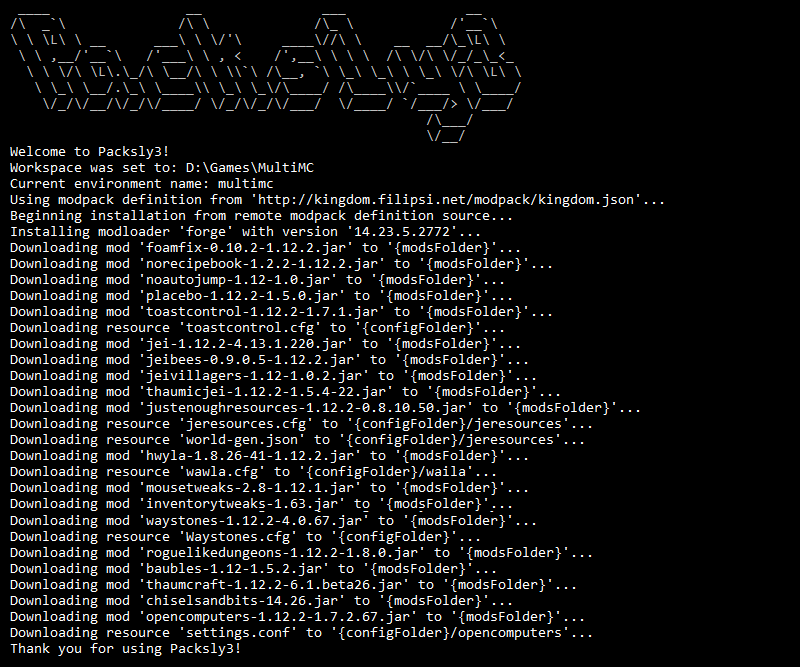 Packsly3
Welcome to Packsly3!
Workspace was set to: D:\Games\MultiMC
Current environment name: multimc
Using modpack definition from 'http://kingdom.filipsi.net/modpack/kingdom.json'...
Beginning installation from remote modpack definition source...
Installing modloader 'forge' with version '14.23.5.2772'...
Downloading mod 'foamfix-0.10.2-1.12.2.jar' to '{modsFolder}'...
Downloading mod 'norecipebook-1.2.2-1.12.2.jar' to '{modsFolder}'...
Downloading mod 'noautojump-1.12-1.0.jar' to '{modsFolder}'...
Downloading mod 'placebo-1.12.2-1.5.0.jar' to '{modsFolder}'...
Downloading mod 'toastcontrol-1.12.2-1.7.1.jar' to '{modsFolder}'...
Downloading resource 'toastcontrol.cfg' to '{configFolder}'...
Downloading mod 'jei-1.12.2-4.13.1.220.jar' to '{modsFolder}'...
Downloading mod 'jeibees-0.9.0.5-1.12.2.jar' to '{modsFolder}'...
Downloading mod 'jeivillagers-1.12-1.0.2.jar' to '{modsFolder}'...
Downloading mod 'thaumicjei-1.12.2-1.5.4-22.jar' to '{modsFolder}'...
Downloading mod 'justenoughresources-1.12.2-0.8.10.50.jar' to '{modsFolder}'...
Downloading resource 'jeresources.cfg' to '{configFolder}/jeresources'...
Downloading resource 'world-gen.json' to '{configFolder}/jeresources'...
Downloading mod 'hwyla-1.8.26-41-1.12.2.jar' to '{modsFolder}'...
Downloading resource 'wawla.cfg' to '{configFolder}/waila'...
Downloading mod 'mousetweaks-2.8-1.12.1.jar' to '{modsFolder}'...
Downloading mod 'inventorytweaks-1.63.jar' to '{modsFolder}'...
Downloading mod 'waystones-1.12.2-4.0.67.jar' to '{modsFolder}'...
Downloading resource 'Waystones.cfg' to '{configFolder}'...
Downloading mod 'roguelikedungeons-1.12.2-1.8.0.jar' to '{modsFolder}'...
Downloading mod 'baubles-1.12-1.5.2.jar' to '{modsFolder}'...
Downloading mod 'thaumcraft-1.12.2-6.1.beta26.jar' to '{modsFolder}'...
Downloading mod 'chiselsandbits-14.26.jar' to '{modsFolder}'...
Downloading mod 'opencomputers-1.12.2-1.7.2.67.jar' to '{modsFolder}'...
Downloading resource 'settings.conf' to '{configFolder}/opencomputers'...
Thank you for using Packsly3!